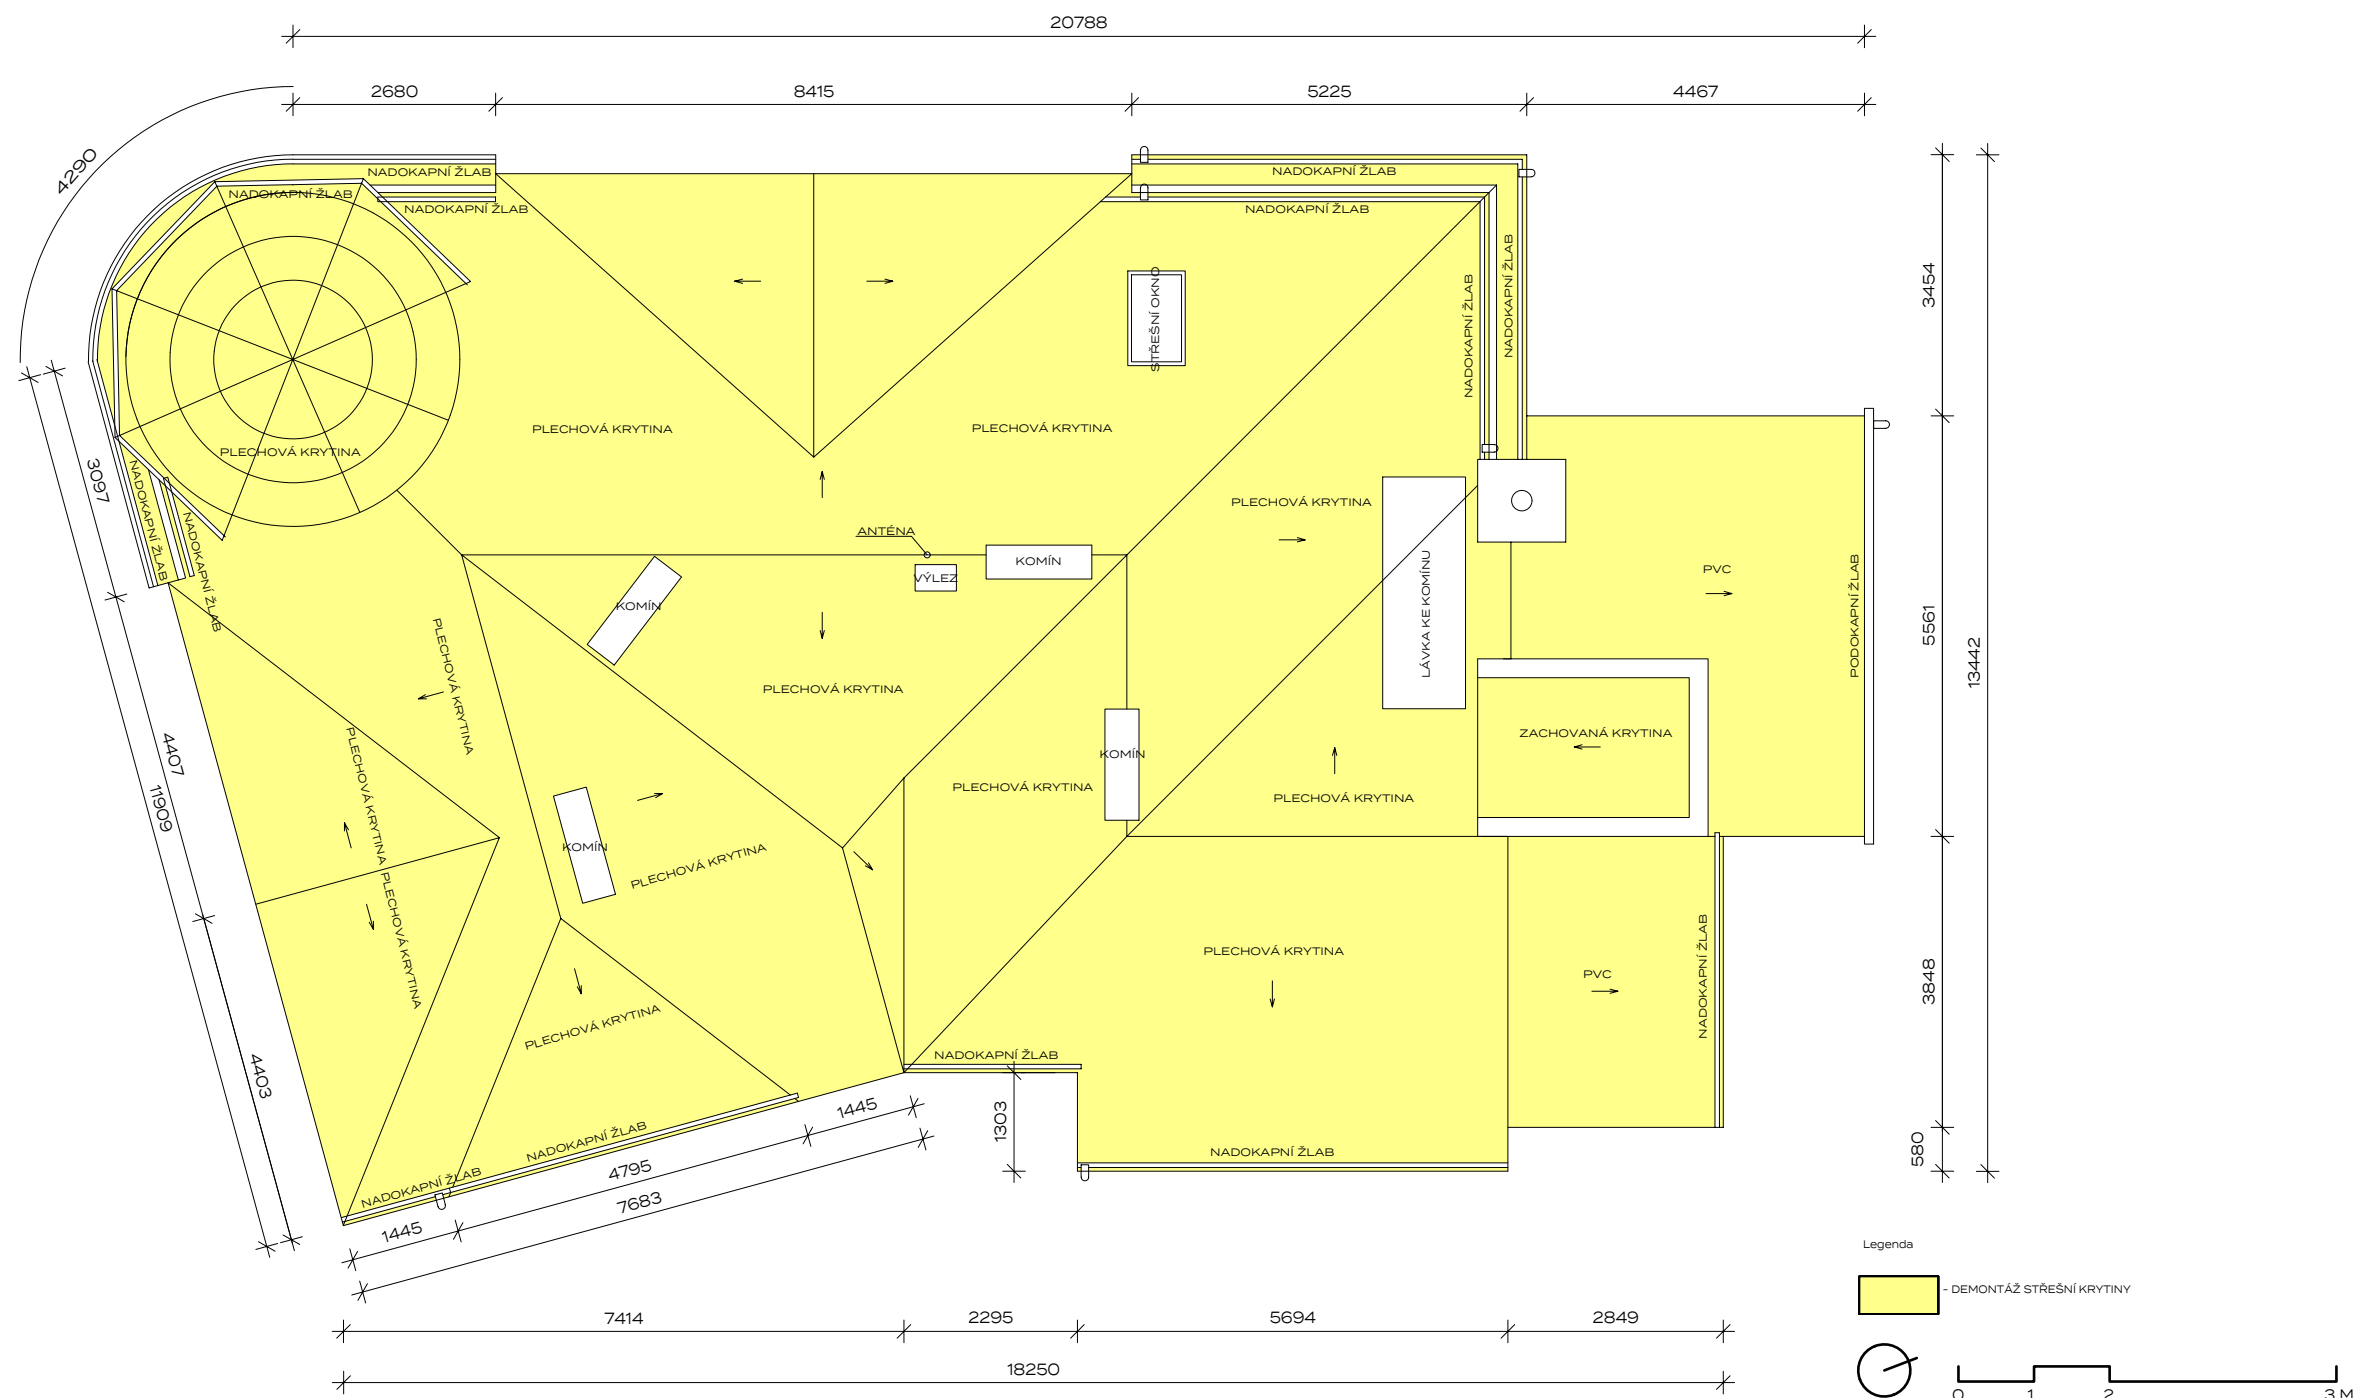 20788
2680
8415
5225
4467
4290
NADOKAPNÍ ŽLAB
NADOKAPNÍ ŽLAB
NADOKAPNÍ ŽLAB
NADOKAPNÍ ŽLAB
NADOKAPNÍ ŽLAB
NADOKAPNÍ ŽLAB
NADOKAPNÍ ŽLAB
STŘEŠNÍ OKNO
3454
PLECHOVÁ KRYTINA
PLECHOVÁ KRYTINA
PLECHOVÁ KRYTINA
3097
NADOKAPNÍ ŽLAB
NADOKAPNÍ ŽLAB
PLECHOVÁ KRYTINA
ANTÉNA
VÝLEZ
KOMÍN
KOMÍN
LÁVKA KE KOMÍNU
PVC
PODOKAPNÍ ŽLAB
5561
13442
PLECHOVÁ KRYTINA
PLECHOVÁ KRYTINA
4407
11909
PLECHOVÁ KRYTINA
PLECHOVÁ KRYTINA
KOMÍN
PLECHOVÁ KRYTINA
KOMÍN
PLECHOVÁ KRYTINA
PLECHOVÁ KRYTINA
ZACHOVANÁ KRYTINA
PLECHOVÁ KRYTINA
PLECHOVÁ KRYTINA
PVC
NADOKAPNÍ ŽLAB
3848
4403
NADOKAPNÍ ŽLAB
NADOKAPNÍ ŽLAB
NADOKAPNÍ ŽLAB
NADOKAPNÍ ŽLAB
1303
580
1445
4795
1445
7683
Legenda
- DEMONTÁŽ STŘEŠNÍ KRYTINY
7414
2295
5694
2849
18250
0 1 2 3 M